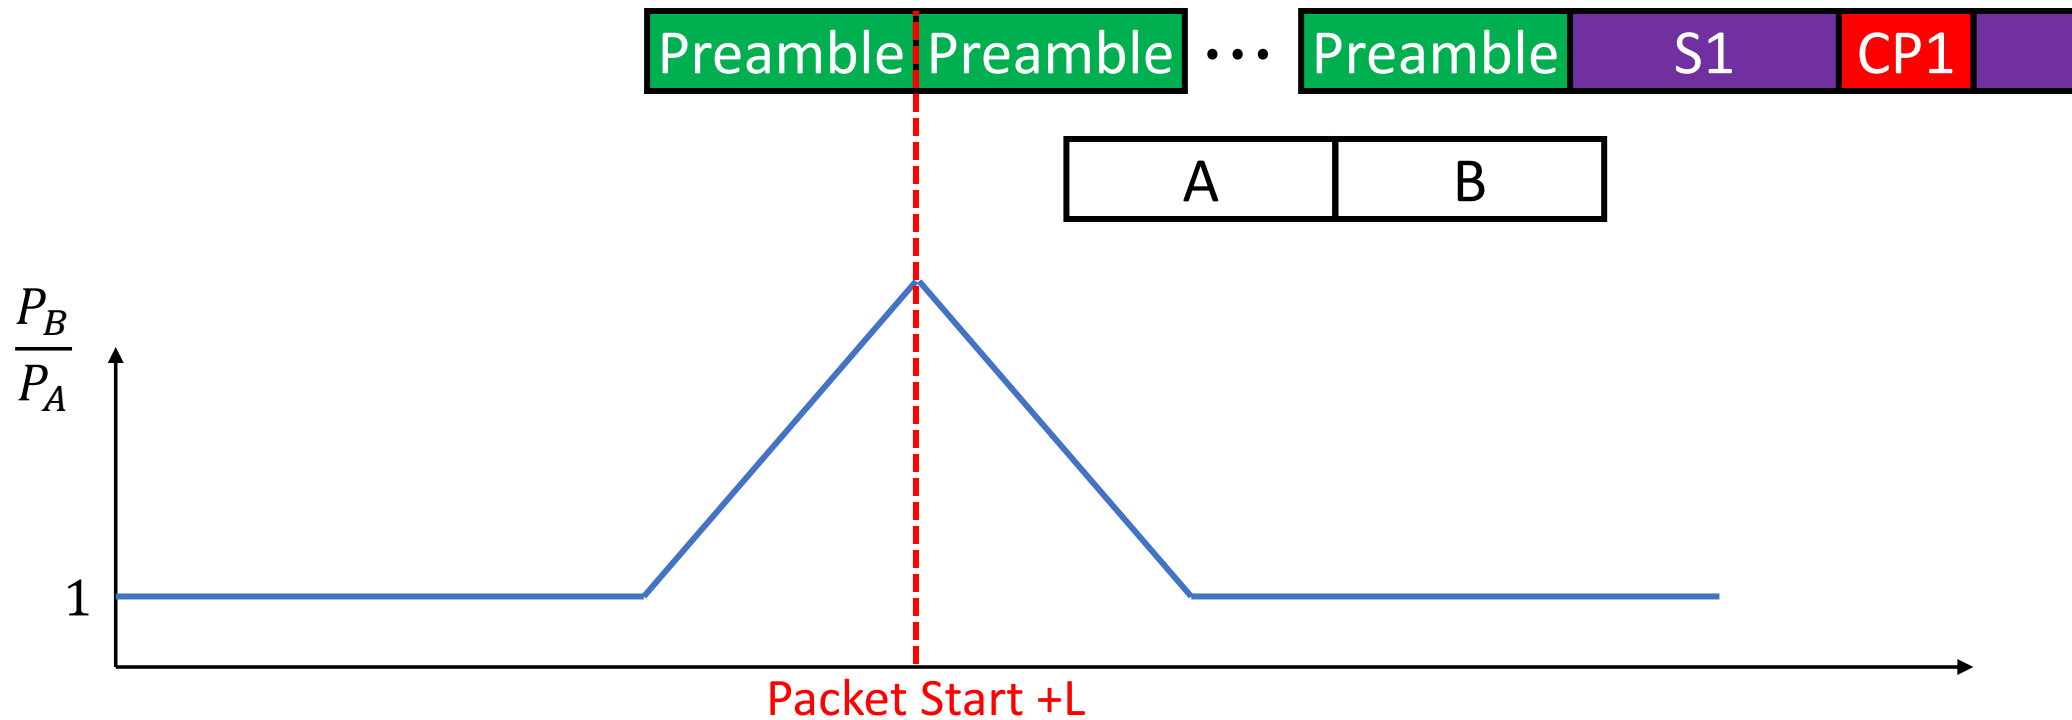 Preamble Preamble ... Preamble S1 CP1
A B
P_B
P_A
1
Packet Start +L